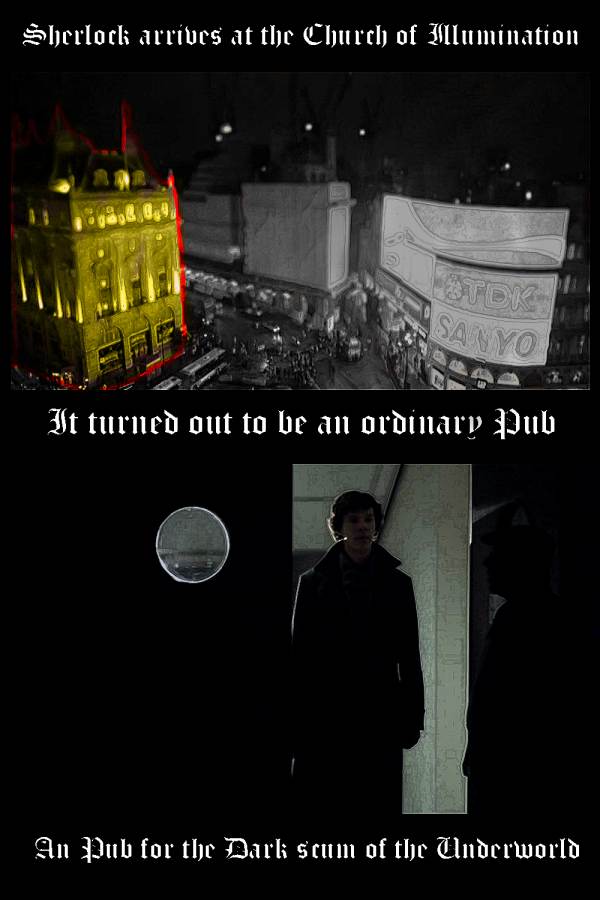 Sherlock arrives at the Church of Illumination
TDK
SANYO
It turned out to be an ordinary Pub
An Pub for the Dark scum of the Underworld